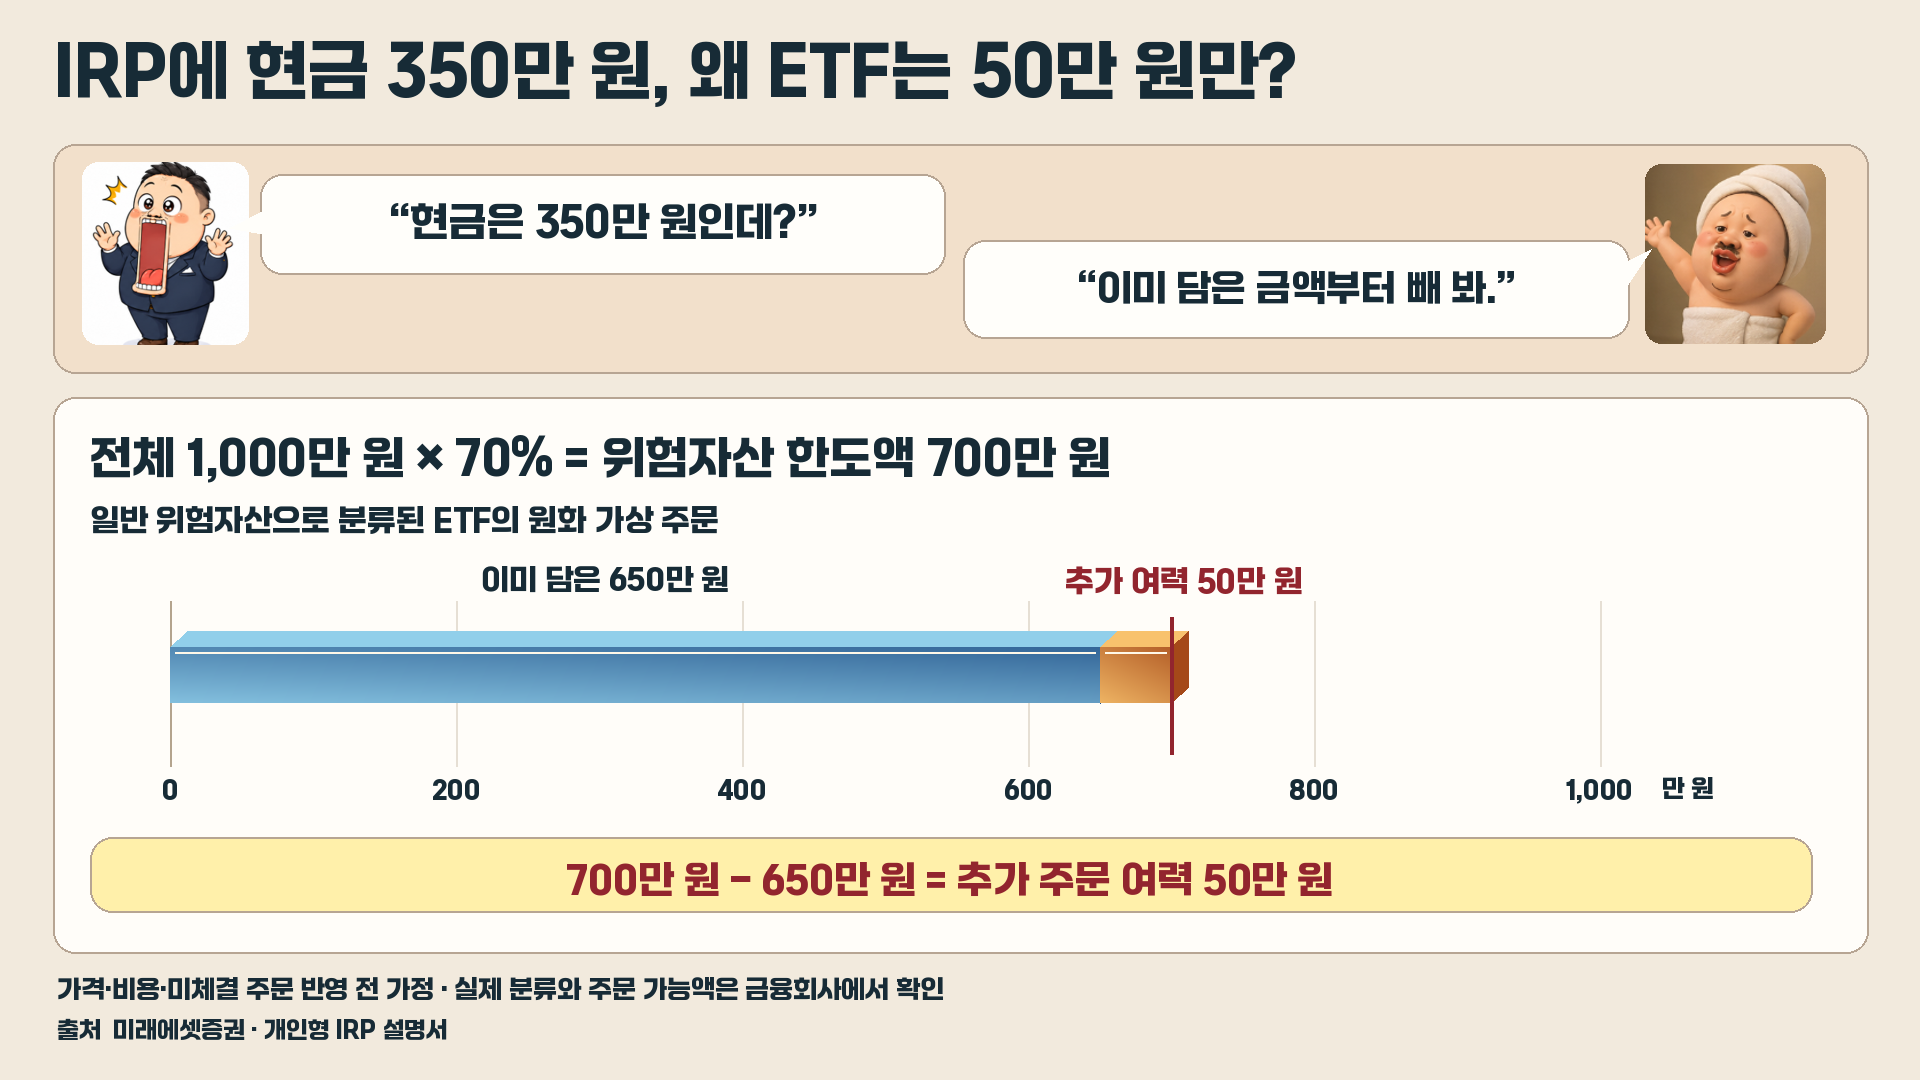 IRP에 현금 350만 원, 왜 ETF는 50만 원만?
“현금은 350만 원인데?”
“이미 담은 금액부터 빼 봐.”
전체 1,000만 원 × 70% = 위험자산 한도액 700만 원
일반 위험자산으로 분류된 ETF의 원화 가상 주문
이미 담은 650만 원
추가 여력 50만 원
0 200 400 600 800 1,000 만 원
700만 원 − 650만 원 = 추가 주문 여력 50만 원
가격·비용·미체결 주문 반영 전 가정 · 실제 분류와 주문 가능액은 금융회사에서 확인
출처 미래에셋증권 · 개인형 IRP 설명서